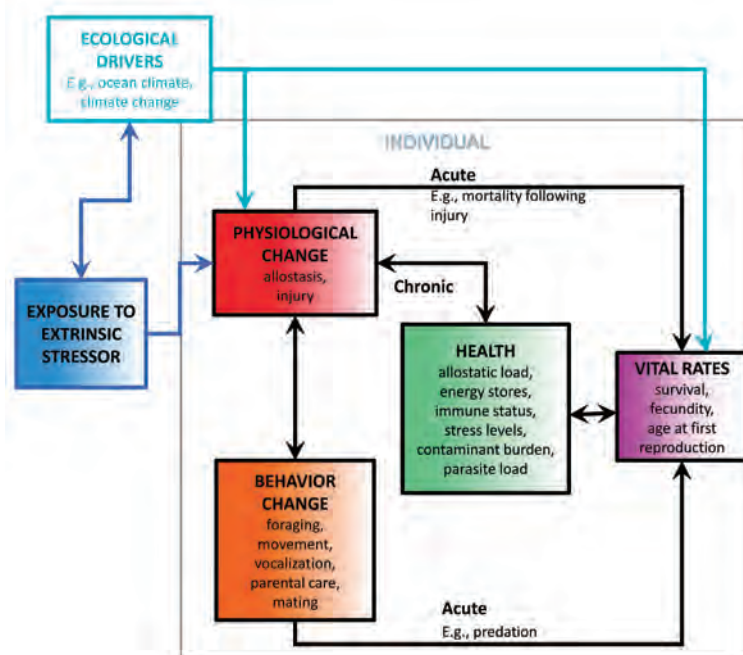 ECOLOGICAL
DRIVERS
E.g., ocean climate,
climate change
INDIVIDUAL
Acute
E.g., mortality following
injury
PHYSIOLOGICAL
CHANGE
allostasis,
injury
Chronic
EXPOSURE TO
EXTRINSIC
STRESSOR
HEALTH
allostatic load,
energy stores,
immune status,
stress levels,
contaminant burden,
parasite load
VITAL RATES
survival,
fecundity,
age at first
reproduction
BEHAVIOR
CHANGE
foraging,
movement,
vocalization,
parental care,
mating
Acute
E.g., predation